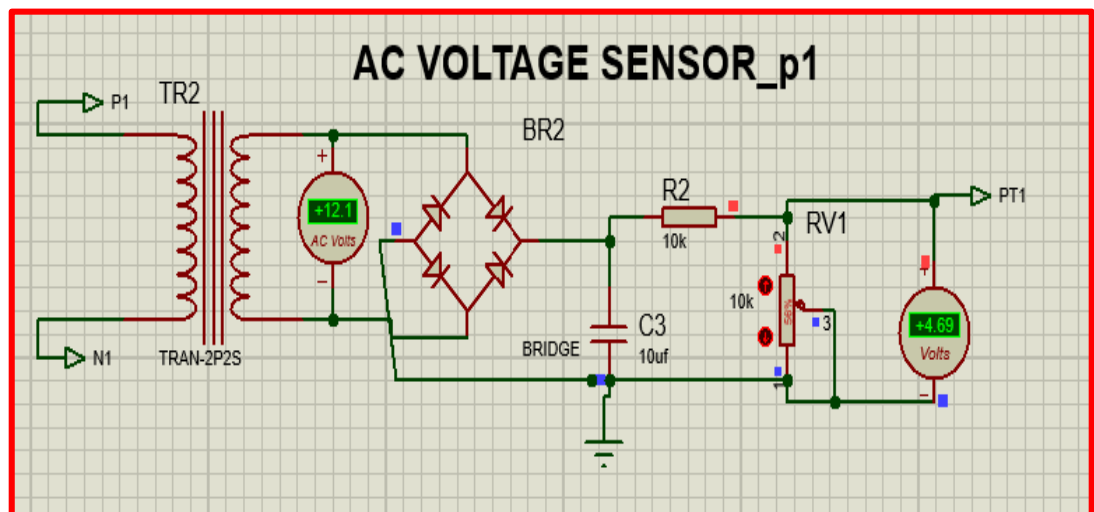 AC VOLTAGE SENSOR_p1
P1
TR2
BR2
+12.1
AC Volts
N1
TRAN-2P2S
R2
10k
PT1
RV1
2
10k
56%
3
1
C3
10uf
BRIDGE
+4.69
Volts